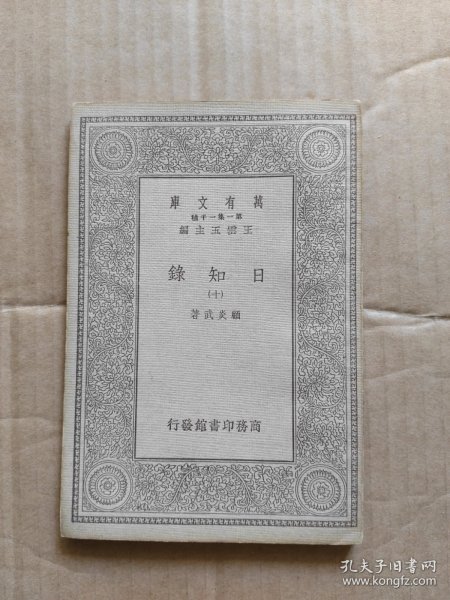 萬有文庫
第一集一千種
王雲五主編
日知錄
(十)
顧炎武著
商務印書館發行
孔夫子旧书网
www.kongfz.com